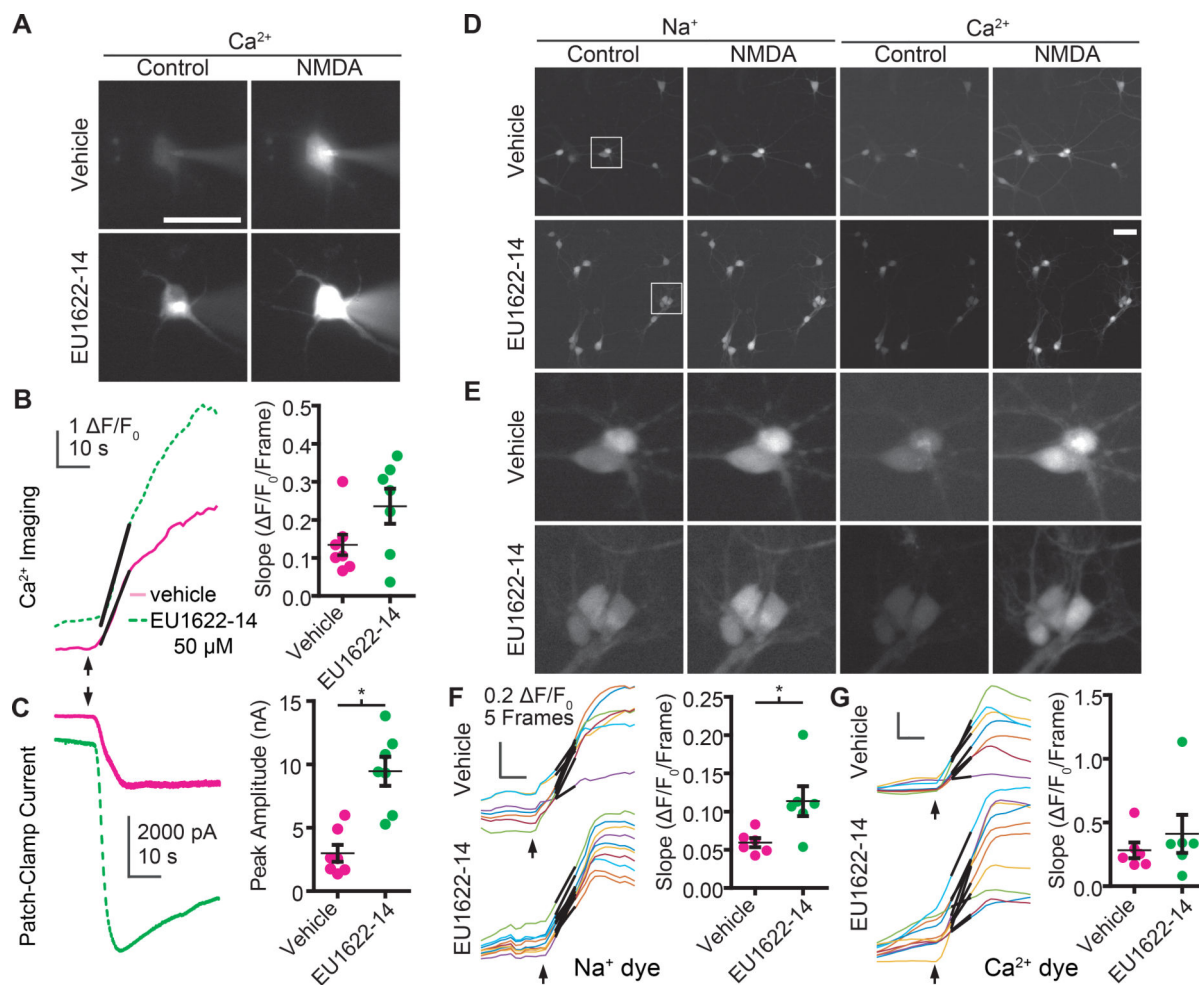 A
Ca²⁺
Control NMDA
Vehicle
EU1622-14
B
1 ΔF/F₀
10 s
Ca²⁺ Imaging
vehicle
EU1622-14
50 µM
Slope (ΔF/F₀/Frame)
0.5
0.4
0.3
0.2
0.1
0.0
Vehicle
EU1622-14
C
Patch-Clamp Current
2000 pA
10 s
Peak Amplitude (nA)
15
10
5
0
*
Vehicle
EU1622-14
D
Na⁺ Ca²⁺
Control NMDA Control NMDA
Vehicle
EU1622-14
E
Vehicle
EU1622-14
F
0.2 ΔF/F₀
5 Frames
Vehicle
EU1622-14
Slope (ΔF/F₀/Frame)
0.25
0.20
0.15
0.10
0.05
0.00
*
Vehicle
EU1622-14
Na⁺ dye
G
Vehicle
EU1622-14
Slope (ΔF/F₀/Frame)
1.5
1.0
0.5
0.0
Vehicle
EU1622-14
Ca²⁺ dye